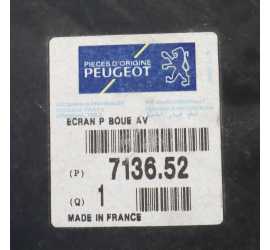 PIECES D'ORIGINE
PEUGEOT
ECRAN P BOUE AV
(P) 7136.52
(Q) 1
MADE IN FRANCE